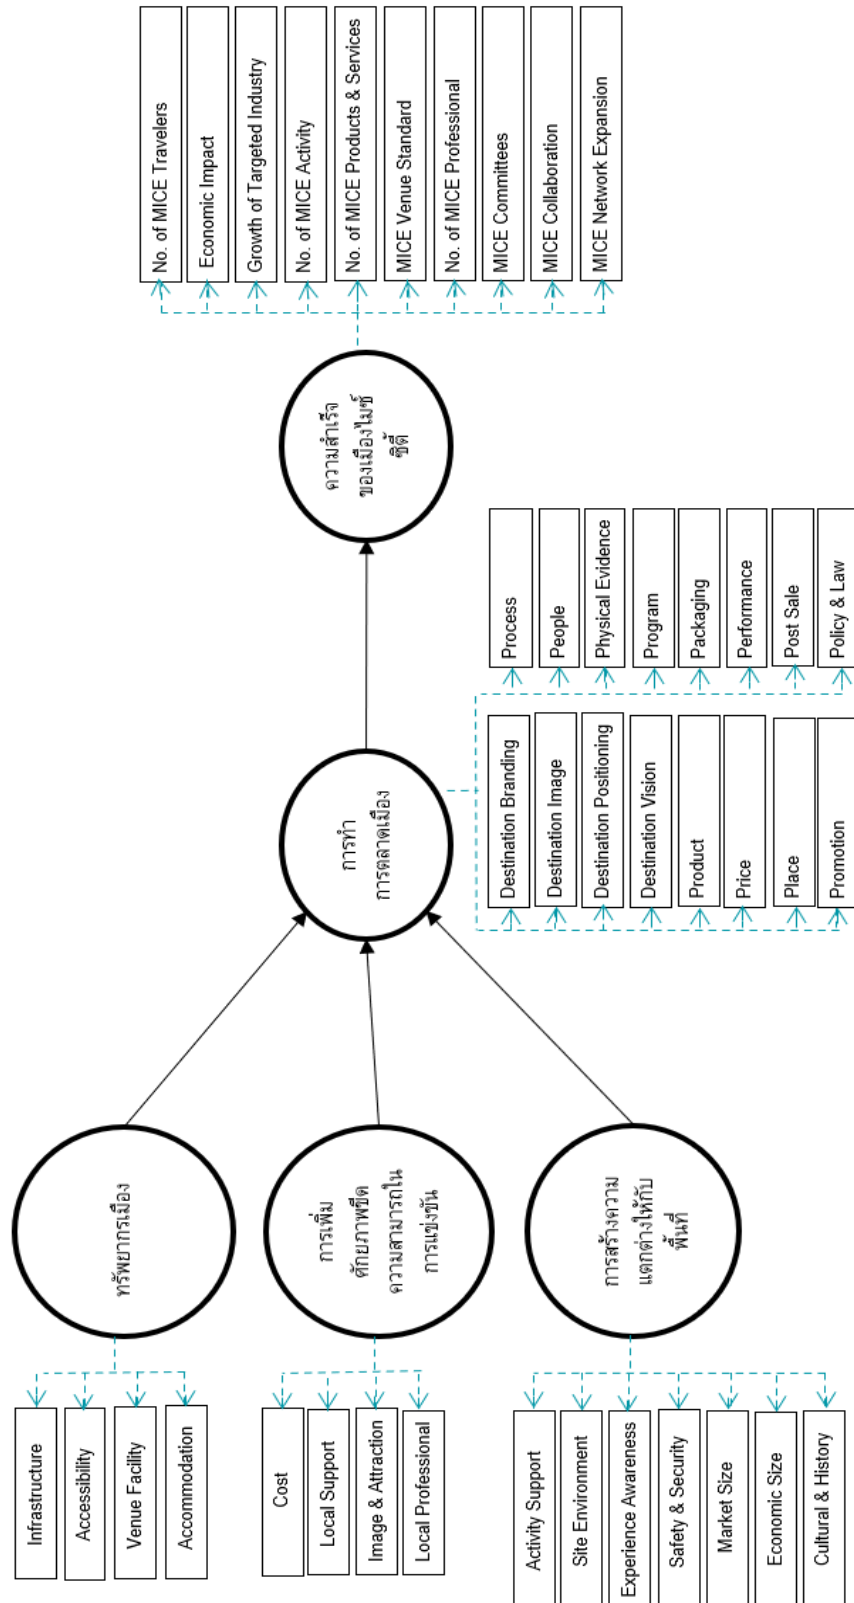 Infrastructure
Accessibility
Venue Facility
Accommodation
ทรัพยากรเมือง
Cost
Local Support
Image & Attraction
Local Professional
การเพิ่ม
ศักยภาพขีด
ความสามารถใน
การแข่งขัน
Activity Support
Site Environment
Experience Awareness
Safety & Security
Market Size
Economic Size
Cultural & History
การสร้างความ
แตกต่างให้กับ
พื้นที่
การทำ
การตลาดเมือง
Destination Branding
Destination Image
Destination Positioning
Destination Vision
Product
Price
Place
Promotion
Process
People
Physical Evidence
Program
Packaging
Performance
Post Sale
Policy & Law
ความสำเร็จ
ของเมืองไมซ์
ซิตี้
No. of MICE Travelers
Economic Impact
Growth of Targeted Industry
No. of MICE Activity
No. of MICE Products & Services
MICE Venue Standard
No. of MICE Professional
MICE Committees
MICE Collaboration
MICE Network Expansion